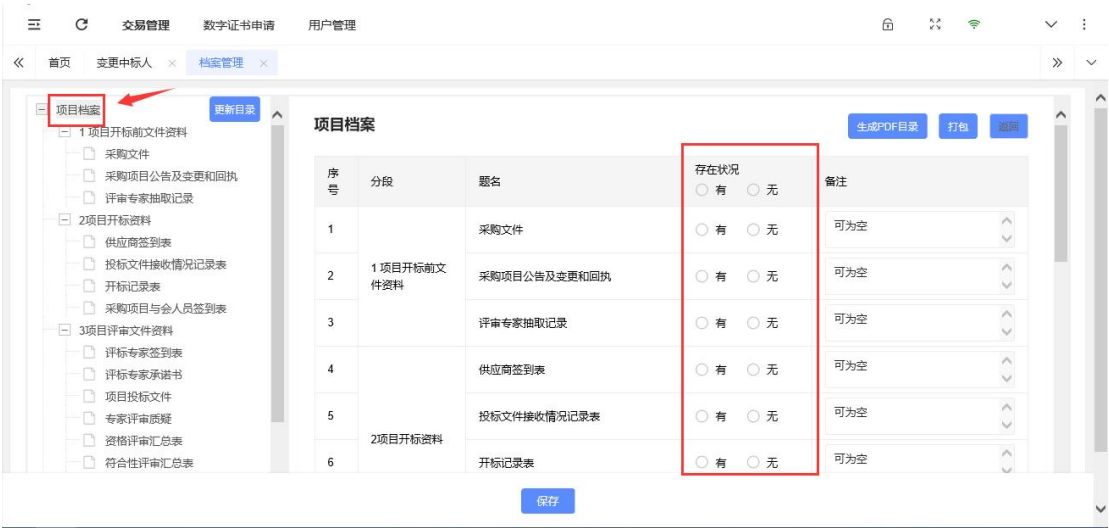 交易管理 数字证书申请 用户管理
首页 变更中标人 档案管理
项目档案 更新目录
1 项目开标前文件资料
采购文件
采购项目公告及变更和回执
评审专家抽取记录
2项目开标资料
供应商签到表
投标文件接收情况记录表
开标记录表
采购项目与会人员签到表
3项目评审文件资料
评标专家签到表
评标专家承诺书
项目投标文件
专家评审质疑
资格评审汇总表
符合性评审汇总表
项目档案
生成PDF目录 打包 返回
序号 分段 题名 存在状况 有 无 备注
1 采购文件 有 无 可为空
1 项目开标前文
件资料
2 采购项目公告及变更和回执 有 无 可为空
3 评审专家抽取记录 有 无 可为空
4 供应商签到表 有 无 可为空
5 投标文件接收情况记录表 有 无 可为空
2项目开标资料
6 开标记录表 有 无 可为空
保存